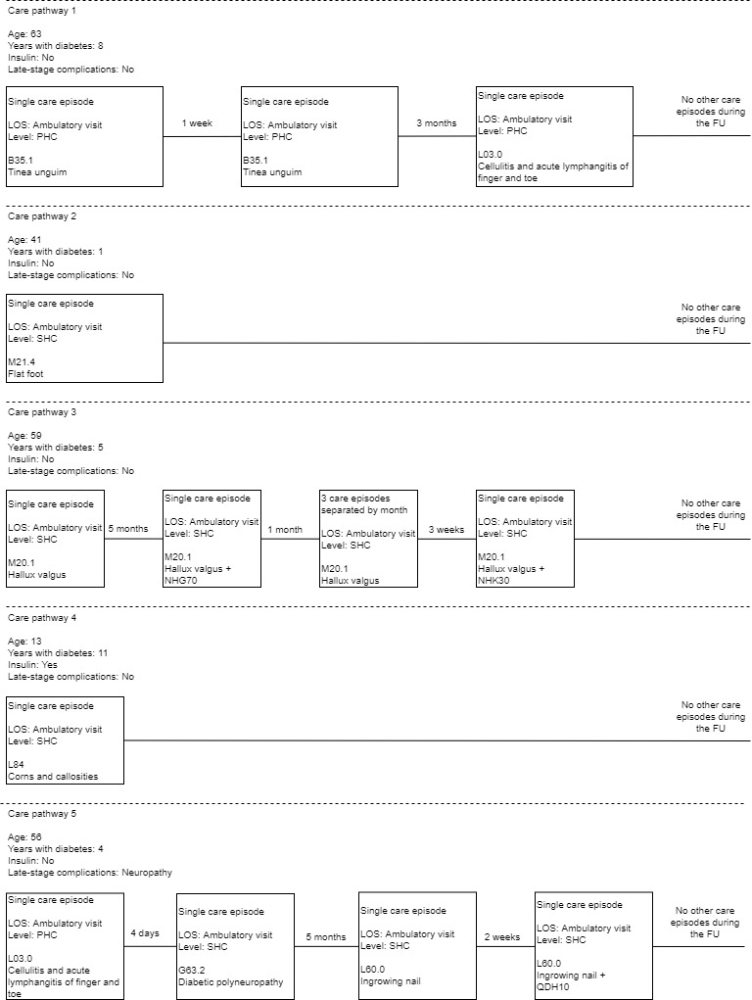 Care pathway 1
Age: 63
Years with diabetes: 8
Insulin: No
Late-stage complications: No
Single care episode
LOS: Ambulatory visit
Level: PHC
B35.1
Tinea unguim
1 week
Single care episode
LOS: Ambulatory visit
Level: PHC
B35.1
Tinea unguim
3 months
Single care episode
LOS: Ambulatory visit
Level: PHC
L03.0
Cellulitis and acute lymphangitis of
finger and toe
No other care
episodes during
the FU
Care pathway 2
Age: 41
Years with diabetes: 1
Insulin: No
Late-stage complications: No
Single care episode
LOS: Ambulatory visit
Level: SHC
M21.4
Flat foot
No other care
episodes during
the FU
Care pathway 3
Age: 59
Years with diabetes: 5
Insulin: No
Late-stage complications: No
Single care episode
LOS: Ambulatory visit
Level: SHC
M20.1
Hallux valgus
5 months
Single care episode
LOS: Ambulatory visit
Level: SHC
M20.1
Hallux valgus +
NHG70
1 month
3 care episodes
separated by month
LOS: Ambulatory visit
Level: SHC
M20.1
Hallux valgus
3 weeks
Single care episode
LOS: Ambulatory visit
Level: SHC
M20.1
Hallux valgus +
NHK30
No other care
episodes during
the FU
Care pathway 4
Age: 13
Years with diabetes: 11
Insulin: Yes
Late-stage complications: No
Single care episode
LOS: Ambulatory visit
Level: SHC
L84
Corns and callosities
No other care
episodes during
the FU
Care pathway 5
Age: 56
Years with diabetes: 4
Insulin: No
Late-stage complications: Neuropathy
Single care episode
LOS: Ambulatory visit
Level: PHC
L03.0
Cellulitis and acute
lymphangitis of finger and
toe
4 days
Single care episode
LOS: Ambulatory visit
Level: SHC
G63.2
Diabetic polyneuropathy
5 months
Single care episode
LOS: Ambulatory visit
Level: SHC
L60.0
Ingrowing nail
2 weeks
Single care episode
LOS: Ambulatory visit
Level: SHC
L60.0
Ingrowing nail +
QDH10
No other care
episodes during
the FU